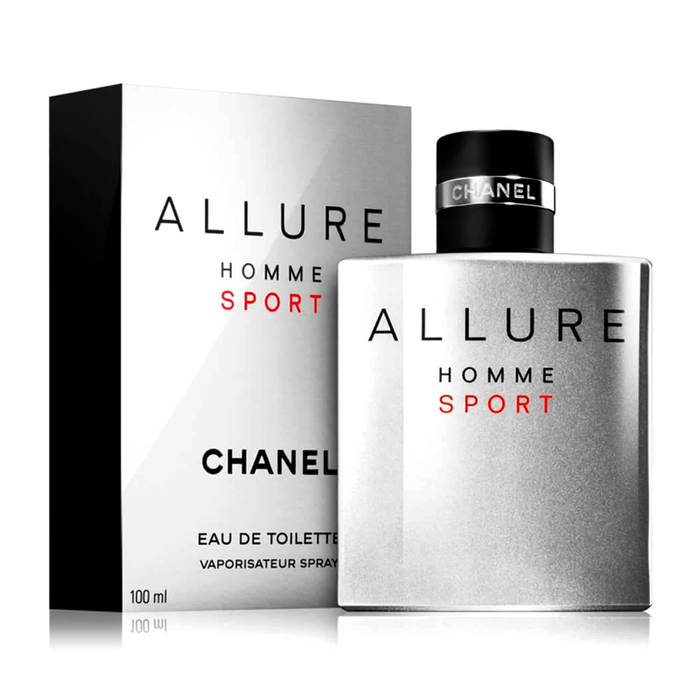 ALLURE
HOMME
SPORT
CHANEL
EAU DE TOILETTE
VAPORISATEUR SPRAY
100 ml
CHANEL
ALLURE
HOMME
SPORT